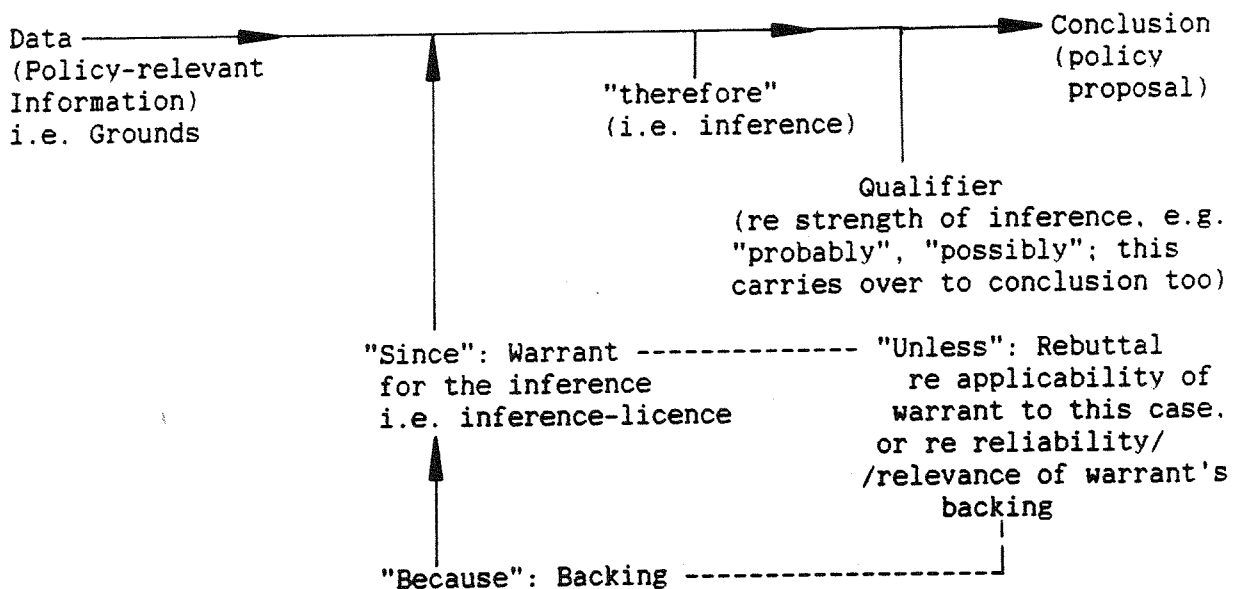 Data
(Policy-relevant
Information)
i.e. Grounds
"therefore"
(i.e. inference)
Conclusion
(policy
proposal)
Qualifier
(re strength of inference, e.g.
"probably", "possibly"; this
carries over to conclusion too)
"Since": Warrant
for the inference
i.e. inference-licence
"Unless": Rebuttal
re applicability of
warrant to this case,
or re reliability/
/relevance of warrant's
backing
"Because": Backing